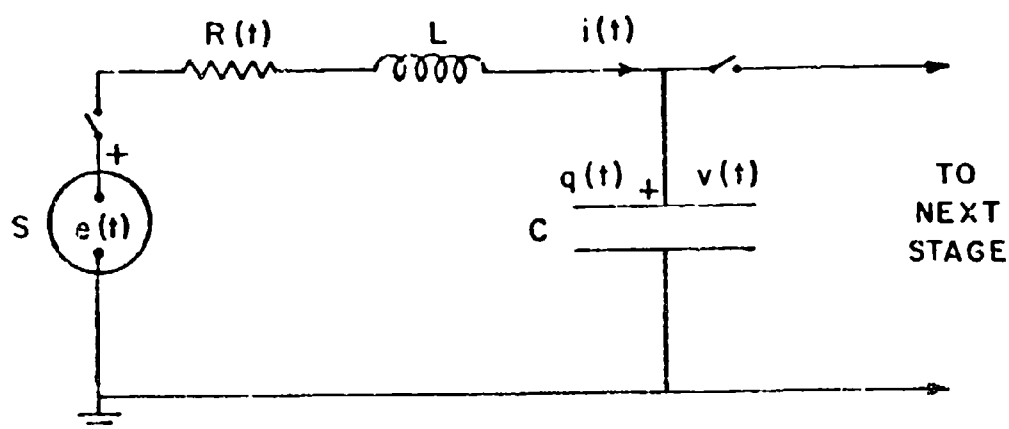 R(t)
L
i(t)
+
S
e(t)
q(t)
+
v(t)
C
TO
NEXT
STAGE